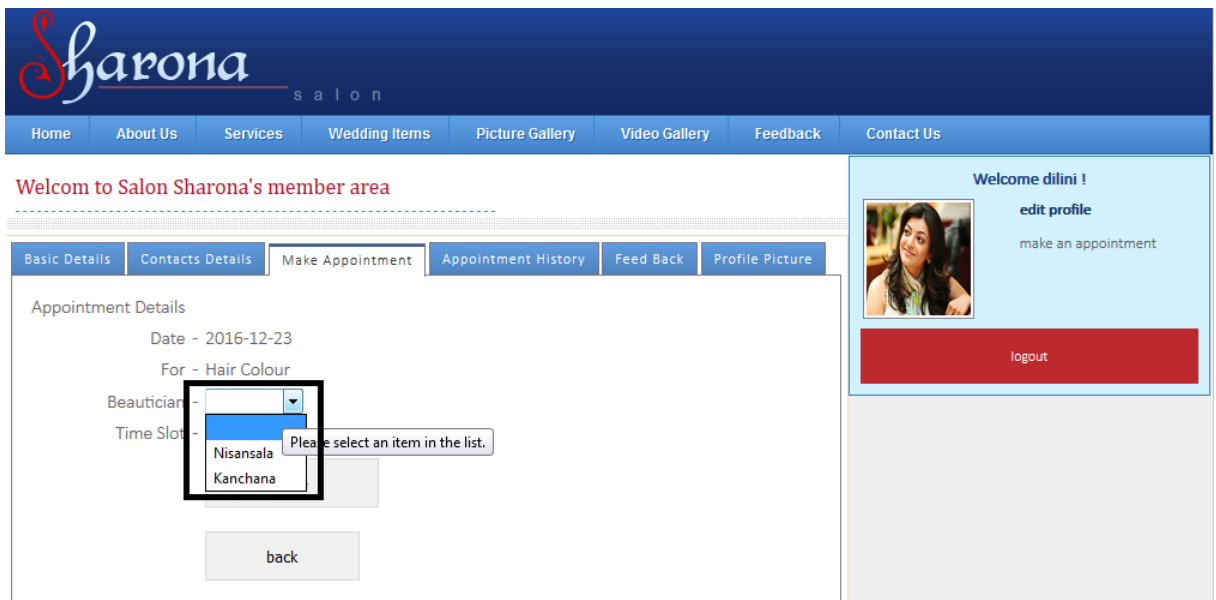 Sharona
salon
Home About Us Services Wedding Items Picture Gallery Video Gallery Feedback Contact Us
Welcom to Salon Sharona's member area
Basic Details Contacts Details Make Appointment Appointment History Feed Back Profile Picture
Appointment Details
Date - 2016-12-23
For - Hair Colour
Beautician -
Time Slot -
Nisansala
Kanchana
Please select an item in the list.
back
Welcome dilini !
edit profile
make an appointment
logout